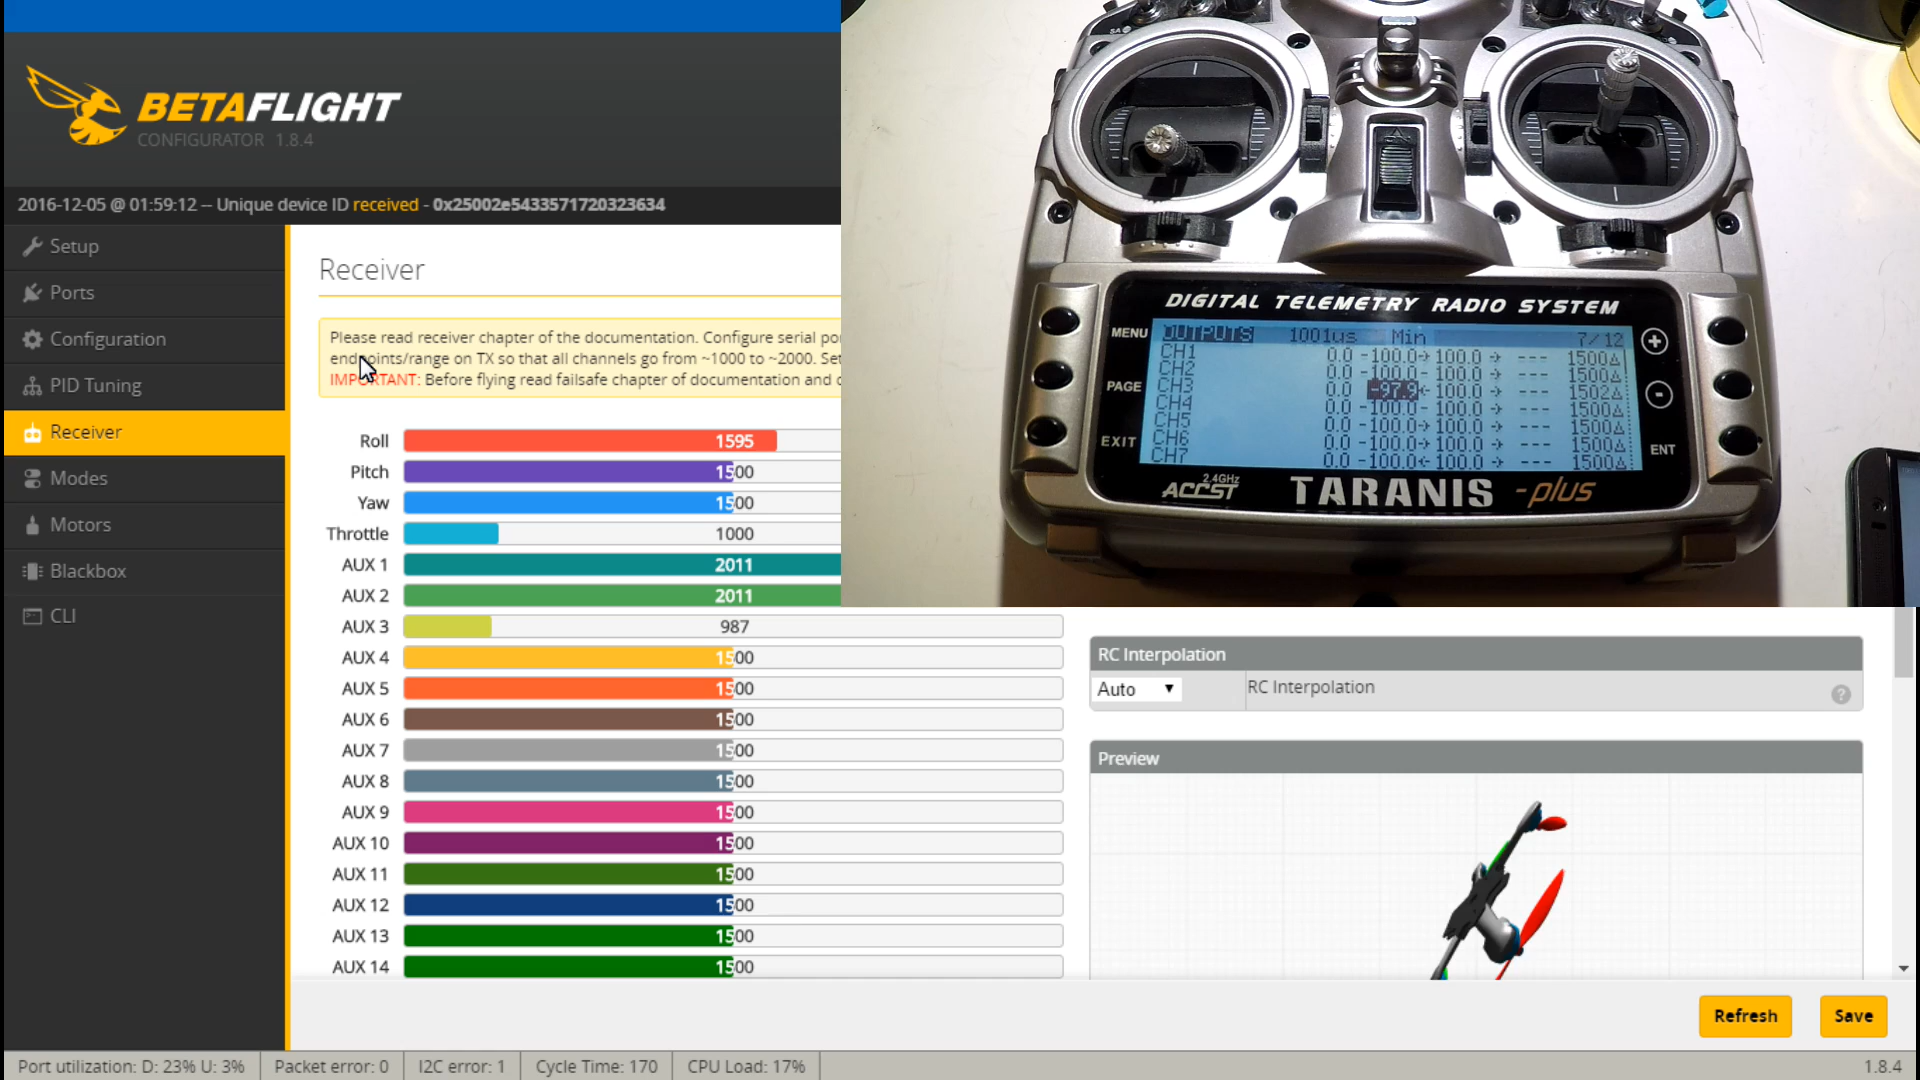 BETAFLIGHT
CONFIGURATOR 1.8.4
2016-12-05 @ 01:59:12 -- Unique device ID received - 0x25002e5433571720323634
Setup
Ports
Configuration
PID Tuning
Receiver
Modes
Motors
Blackbox
CLI
Receiver
Please read receiver chapter of the documentation. Configure serial po
endpoints/range on TX so that all channels go from ~1000 to ~2000. Set
IMPORTANT: Before flying read failsafe chapter of documentation and c
Roll 1595
Pitch 1500
Yaw 1500
Throttle 1000
AUX 1 2011
AUX 2 2011
AUX 3 987
AUX 4 1500
AUX 5 1500
AUX 6 1500
AUX 7 1500
AUX 8 1500
AUX 9 1500
AUX 10 1500
AUX 11 1500
AUX 12 1500
AUX 13 1500
AUX 14 1500
SA
DIGITAL TELEMETRY RADIO SYSTEM
MENU
PAGE
EXIT
ENT
OUTPUTS 1001us Min 7/12
CH1 0.0 -100.0 100.0 --- 1500Δ
CH2 0.0 -100.0 100.0 --- 1500Δ
CH3 0.0 -97.9 100.0 --- 1502Δ
CH4 0.0 -100.0 100.0 --- 1500Δ
CH5 0.0 -100.0 100.0 --- 1500Δ
CH6 0.0 -100.0 100.0 --- 1500Δ
CH7 0.0 -100.0 100.0 --- 1500Δ
2.4GHz
ACCST TARANIS -plus
RC Interpolation
Auto RC Interpolation
Preview
Refresh
Save
Port utilization: D: 23% U: 3% Packet error: 0 I2C error: 1 Cycle Time: 170 CPU Load: 17% 1.8.4